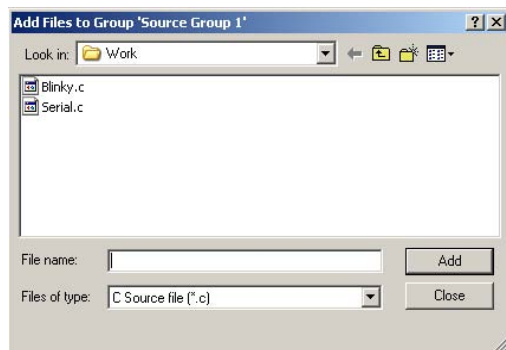 Add Files to Group 'Source Group 1'
Look in: Work
Blinky.c
Serial.c
File name:
Add
Files of type: C Source file (*.c)
Close